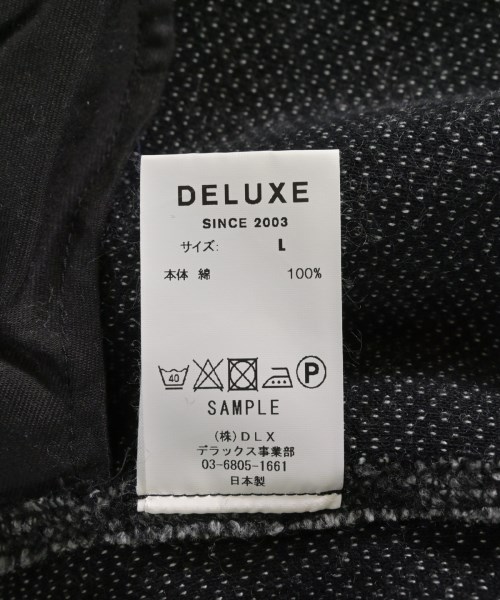 DELUXE
SINCE 2003
サイズ: L
本体 綿 100%
40 P
SAMPLE
(株)DLX
デラックス事業部
03-6805-1661
日本製